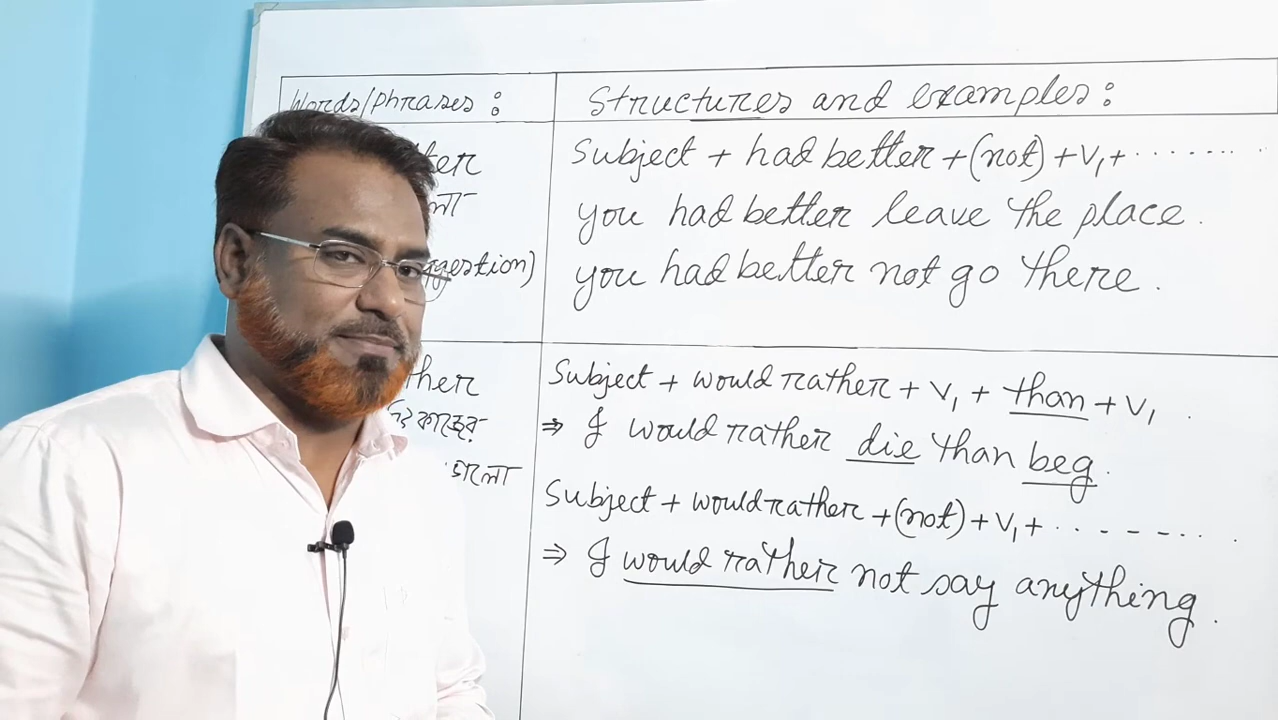 Words/Phrases :
Structures and examples :
Subject + had better + (not) + V₁ + ........
you had better leave the place.
you had better not go there.
Subject + would rather + V₁ + than + V₁ .
⇒ I would rather die than beg.
Subject + would rather + (not) + V₁ + ........
⇒ I would rather not say anything.